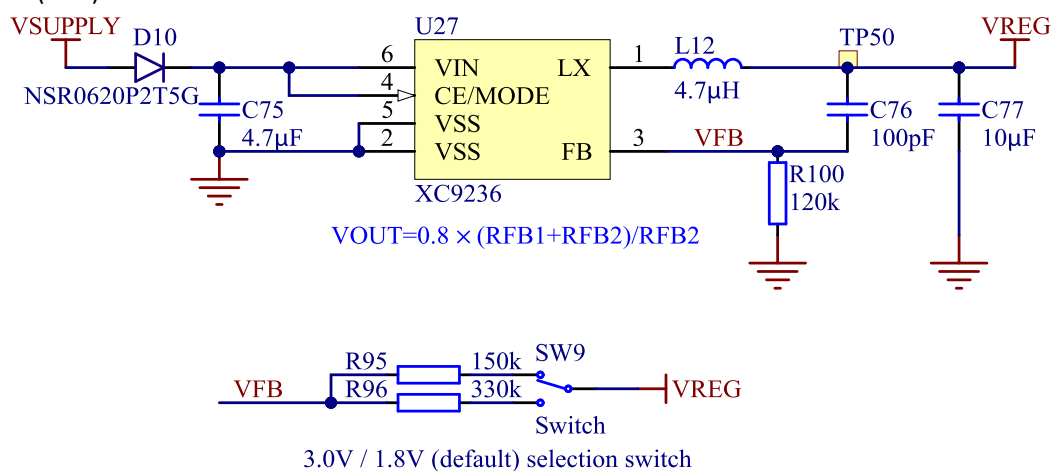 VSUPPLY
D10
NSR0620P2T5G
C75
4.7μF
U27
6
VIN
4
CE/MODE
5
VSS
2
VSS
LX
1
FB
3
XC9236
L12
4.7μH
TP50
VREG
VFB
C76
100pF
C77
10μF
R100
120k
VOUT=0.8 × (RFB1+RFB2)/RFB2
R95
150k
SW9
VFB
R96
330k
VREG
Switch
3.0V / 1.8V (default) selection switch